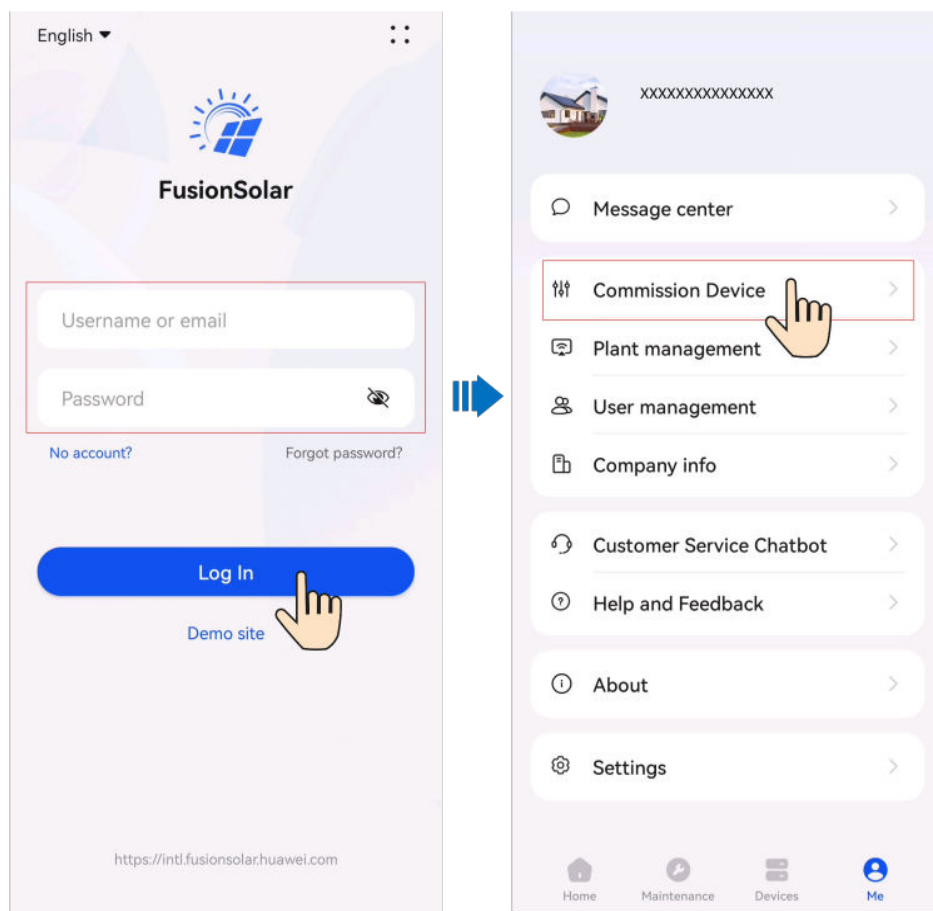 English
FusionSolar
Username or email
Password
No account?
Forgot password?
Log In
Demo site
https://intl.fusionsolar.huawei.com
xxxxxxxxxxxxxxx
Message center
Commission Device
Plant management
User management
Company info
Customer Service Chatbot
Help and Feedback
About
Settings
Home
Maintenance
Devices
Me